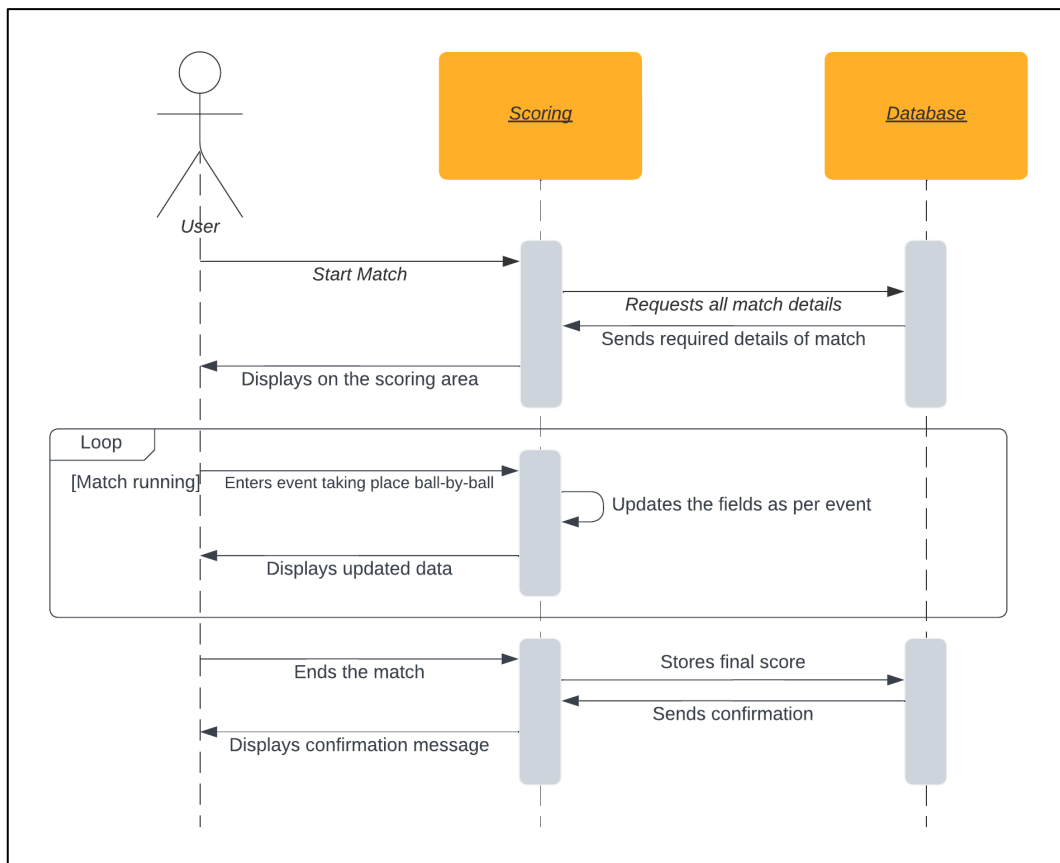 Scoring
Database
User
Start Match
Requests all match details
Sends required details of match
Displays on the scoring area
Loop
[Match running]
Enters event taking place ball-by-ball
Updates the fields as per event
Displays updated data
Ends the match
Stores final score
Sends confirmation
Displays confirmation message